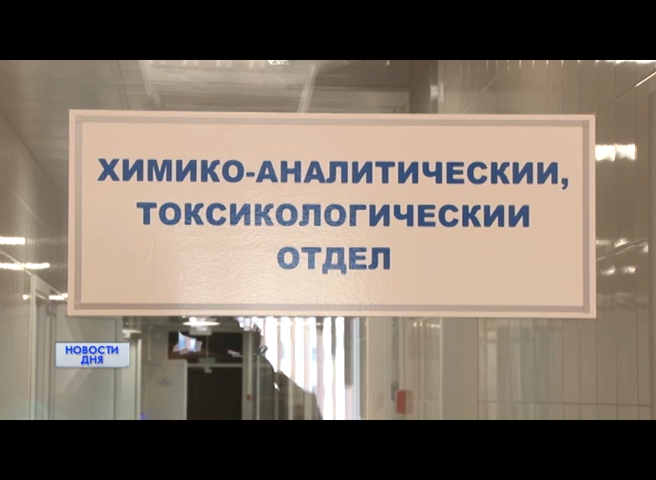 ХИМИКО-АНАЛИТИЧЕСКИЙ,
ТОКСИКОЛОГИЧЕСКИЙ
ОТДЕЛ
НОВОСТИ
ДНЯ